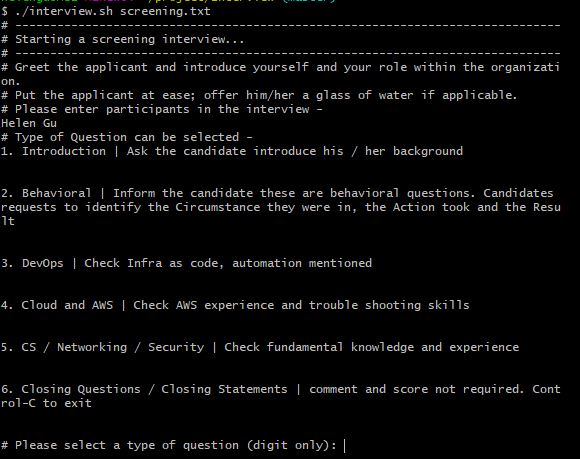 $ ./interview.sh screening.txt
# ------------------------------------------------------------------
# Starting a screening interview...
# ------------------------------------------------------------------
# Greet the applicant and introduce yourself and your role within the organizati
on.
# Put the applicant at ease; offer him/her a glass of water if applicable.
# Please enter participants in the interview -
Helen Gu
# Type of Question can be selected -
1. Introduction | Ask the candidate introduce his / her background
2. Behavioral | Inform the candidate these are behavioral questions. Candidates
requests to identify the Circumstance they were in, the Action took and the Resu
lt
3. DevOps | Check Infra as code, automation mentioned
4. Cloud and AWS | Check AWS experience and trouble shooting skills
5. CS / Networking / Security | Check fundamental knowledge and experience
6. Closing Questions / Closing Statements | comment and score not required. Cont
rol-C to exit
# Please select a type of question (digit only):